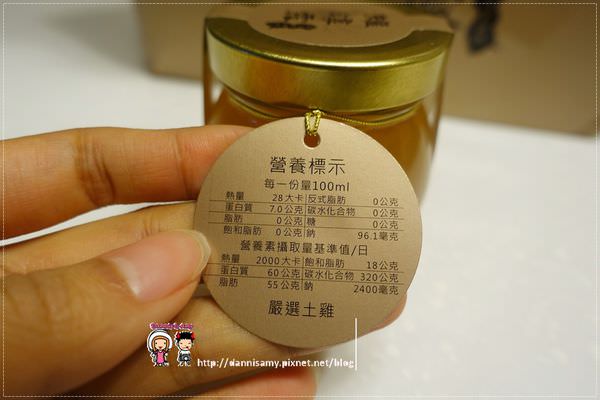 營養標示
每一份量100ml
熱量 28大卡 反式脂肪 0公克
蛋白質 7.0公克 碳水化合物 0公克
脂肪 0公克 糖 0公克
飽和脂肪 0公克 鈉 96.1毫克
營養素攝取量基準值/日
熱量 2000大卡 飽和脂肪 18公克
蛋白質 60公克 碳水化合物 320公克
脂肪 55公克 鈉 2400毫克
嚴選土雞
http://dannisamy.pixnet.net/blog